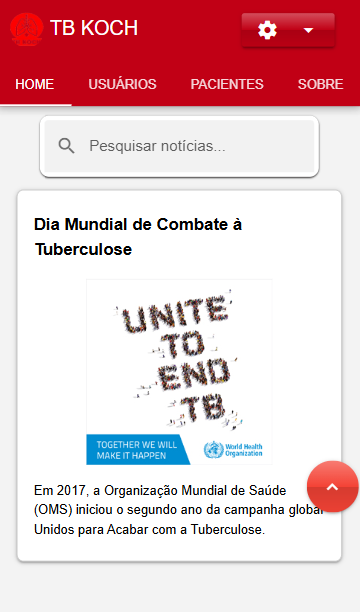 TB KOCH
HOME USUÁRIOS PACIENTES SOBRE
Pesquisar notícias...
Dia Mundial de Combate à
Tuberculose
UNITE
TO
END
TB
TOGETHER WE WILL
MAKE IT HAPPEN
World Health
Organization
Em 2017, a Organização Mundial de Saúde
(OMS) iniciou o segundo ano da campanha global
Unidos para Acabar com a Tuberculose.